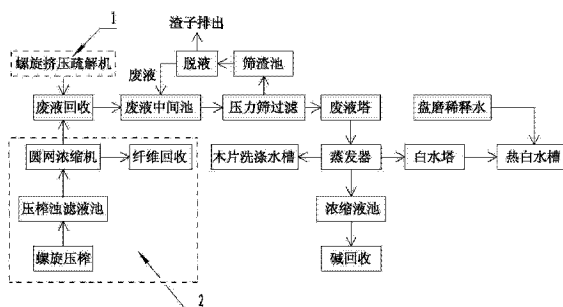 1
渣子排出
螺旋挤压疏解机
废液
脱液
筛渣池
废液回收
废液中间池
压力筛过滤
废液塔
盘磨稀释水
圆网浓缩机
纤维回收
木片洗涤水槽
蒸发器
白水塔
热白水槽
压榨浊滤液池
浓缩液池
螺旋压榨
碱回收
2